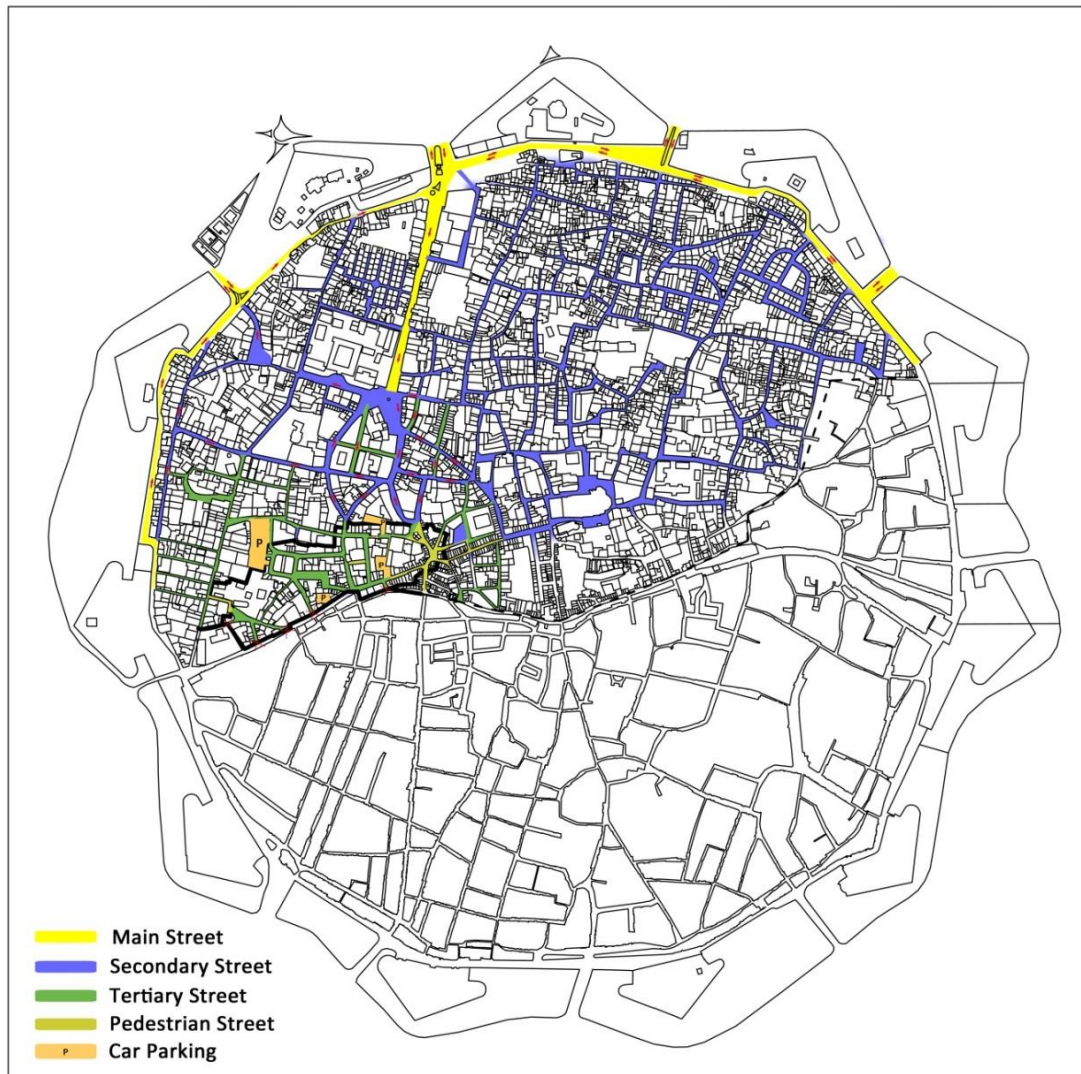 P
P
P
Main Street
Secondary Street
Tertiary Street
Pedestrian Street
P Car Parking